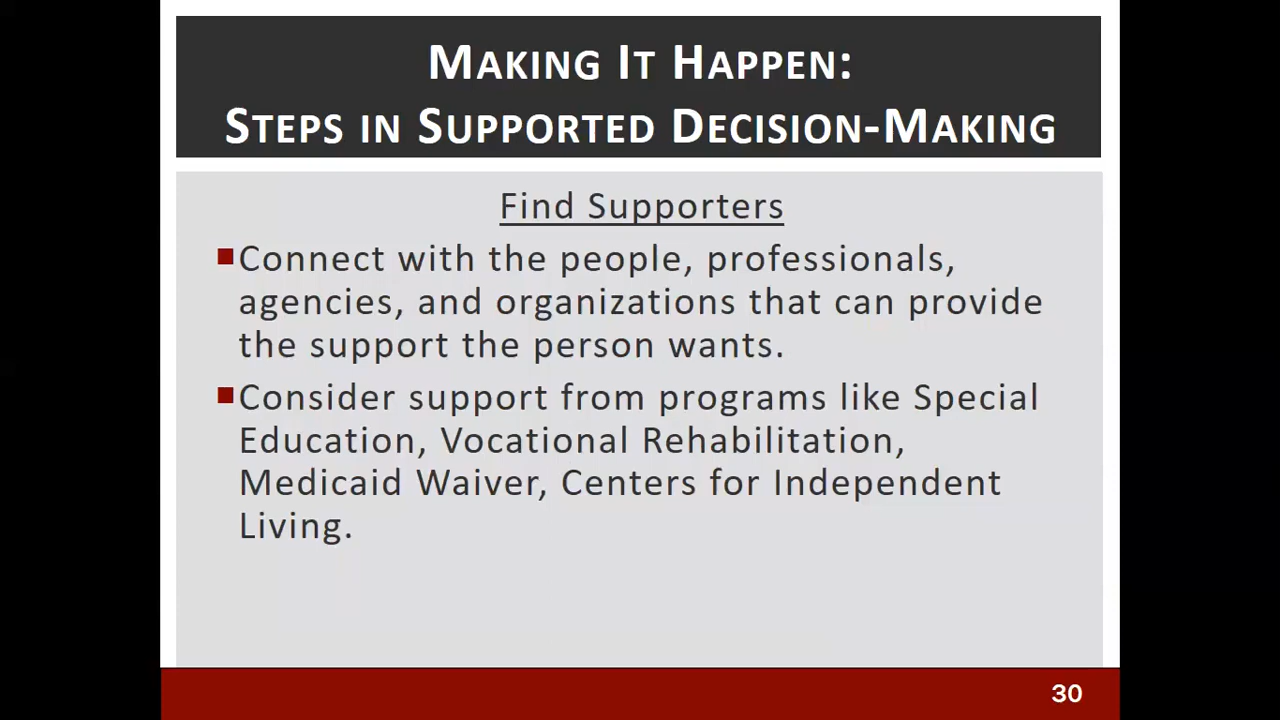 Making It Happen:
Steps in Supported Decision-Making
Find Supporters
Connect with the people, professionals,
agencies, and organizations that can provide
the support the person wants.
Consider support from programs like Special
Education, Vocational Rehabilitation,
Medicaid Waiver, Centers for Independent
Living.
30